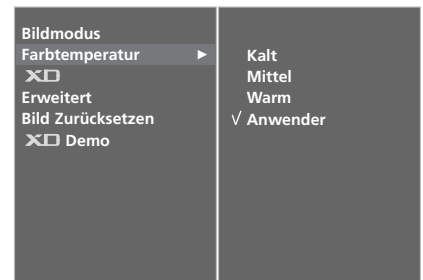 Bildmodus
Farbtemperatur ►
XD
Erweitert
Bild Zurücksetzen
XD Demo
Kalt
Mittel
Warm
√ Anwender